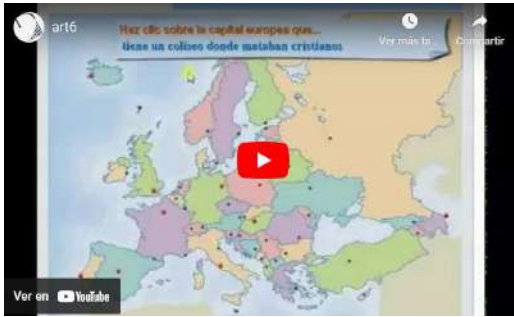 art6
Haz clic sobre la capital europea que...
tiene un coliseo donde mataban cristianos
Ver más ta...
Compartir
Ver en YouTube